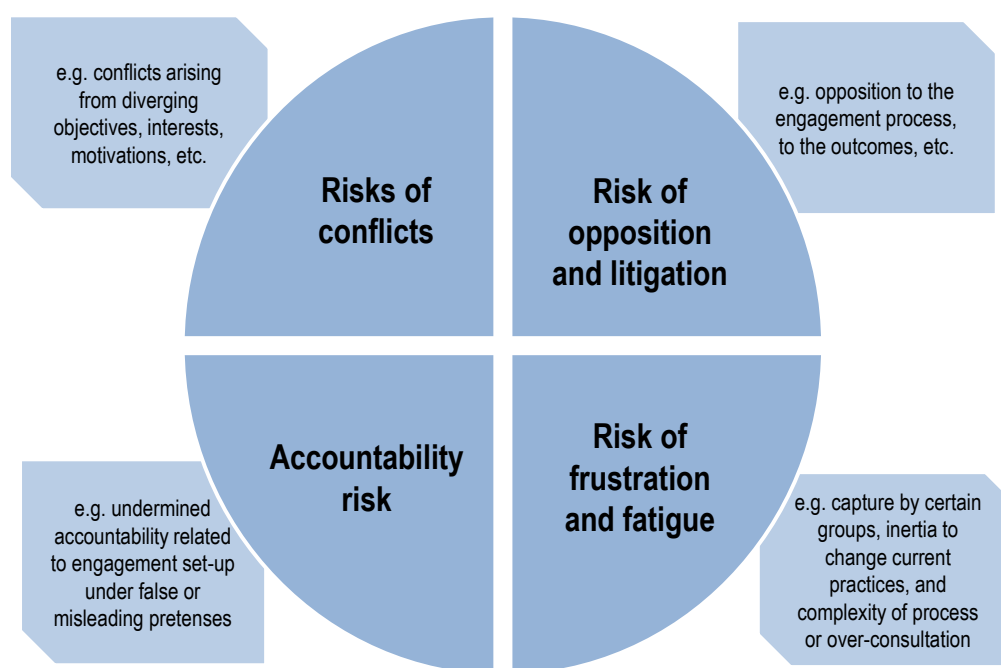 e.g. conflicts arising
from diverging
objectives, interests,
motivations, etc.
Risks of
conflicts
e.g. opposition to the
engagement process,
to the outcomes, etc.
Risk of
opposition
and litigation
e.g. undermined
accountability related
to engagement set-up
under false or
misleading pretenses
Accountability
risk
Risk of
frustration
and fatigue
e.g. capture by certain
groups, inertia to
change current
practices, and
complexity of process
or over-consultation